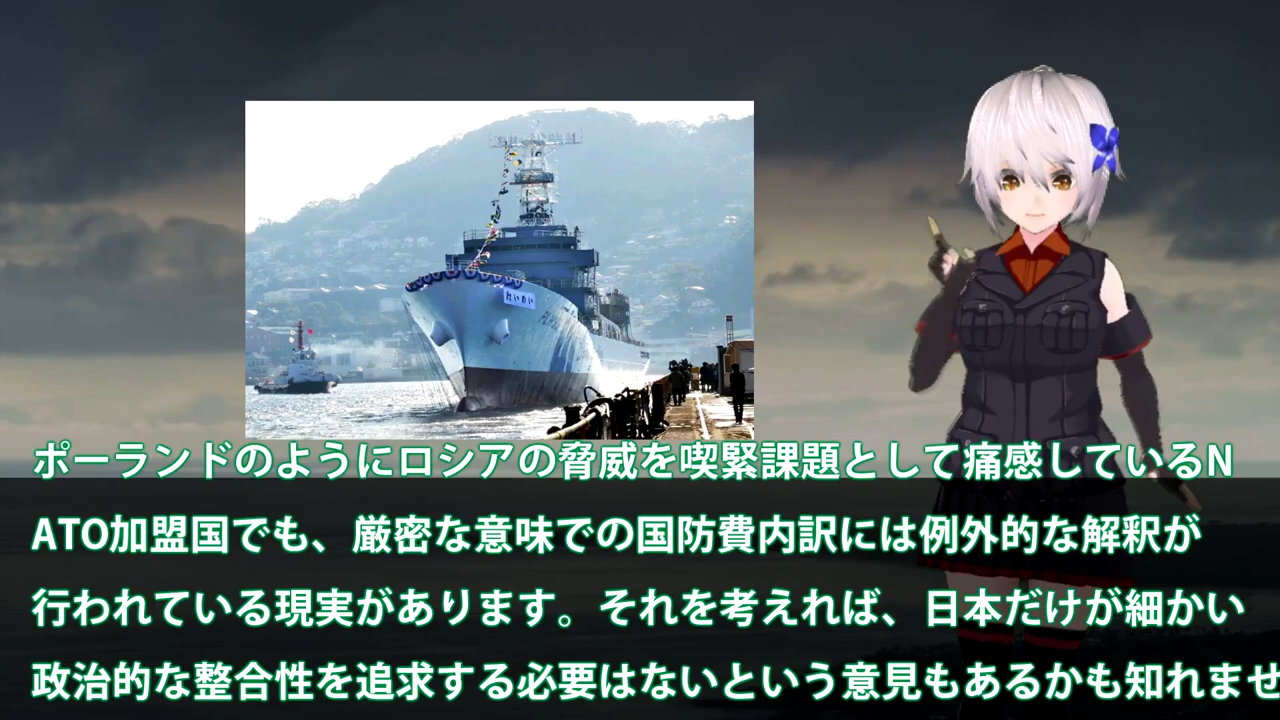 れいめい
ポーランドのようにロシアの脅威を喫緊課題として痛感しているN
ATO加盟国でも、厳密な意味での国防費内訳には例外的な解釈が
行われている現実があります。それを考えれば、日本だけが細かい
政治的な整合性を追求する必要はないという意見もあるかも知れませ